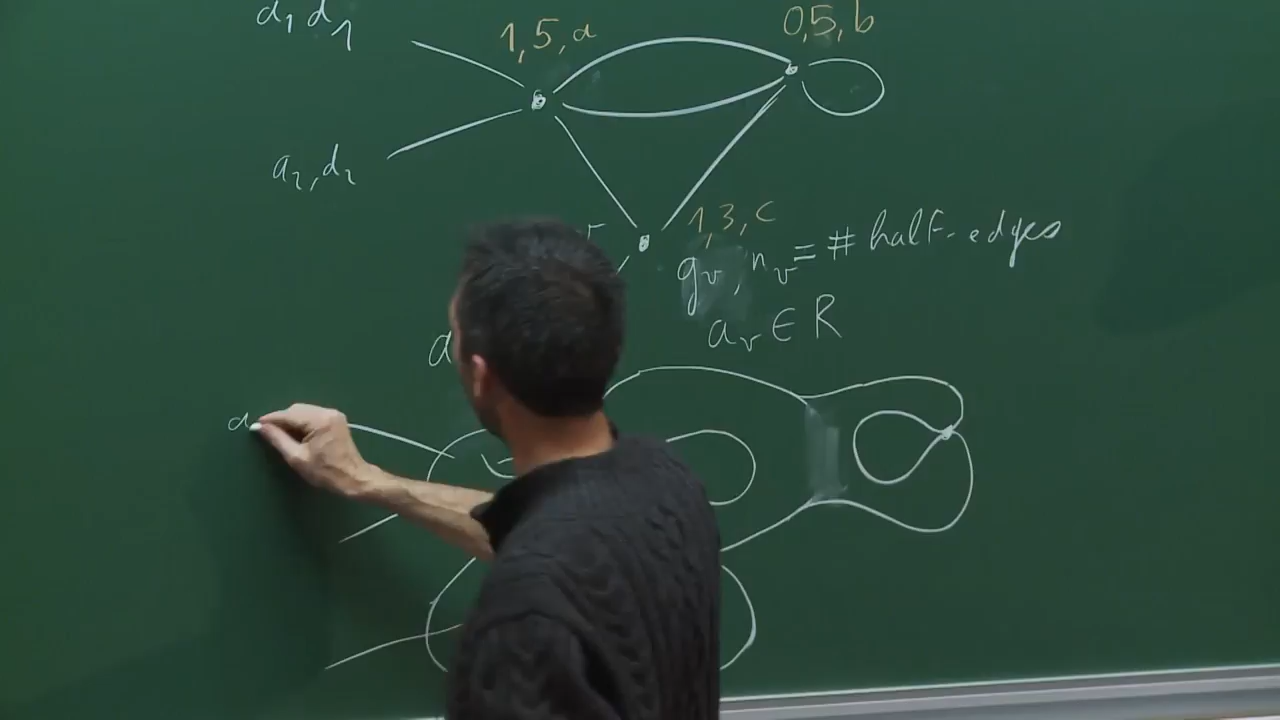 a₁ d₁
1,5,a
0,5,b
a₂,d₂
1,3,c
g_v, n_v = # half-edges
a_v ∈ R
a
a